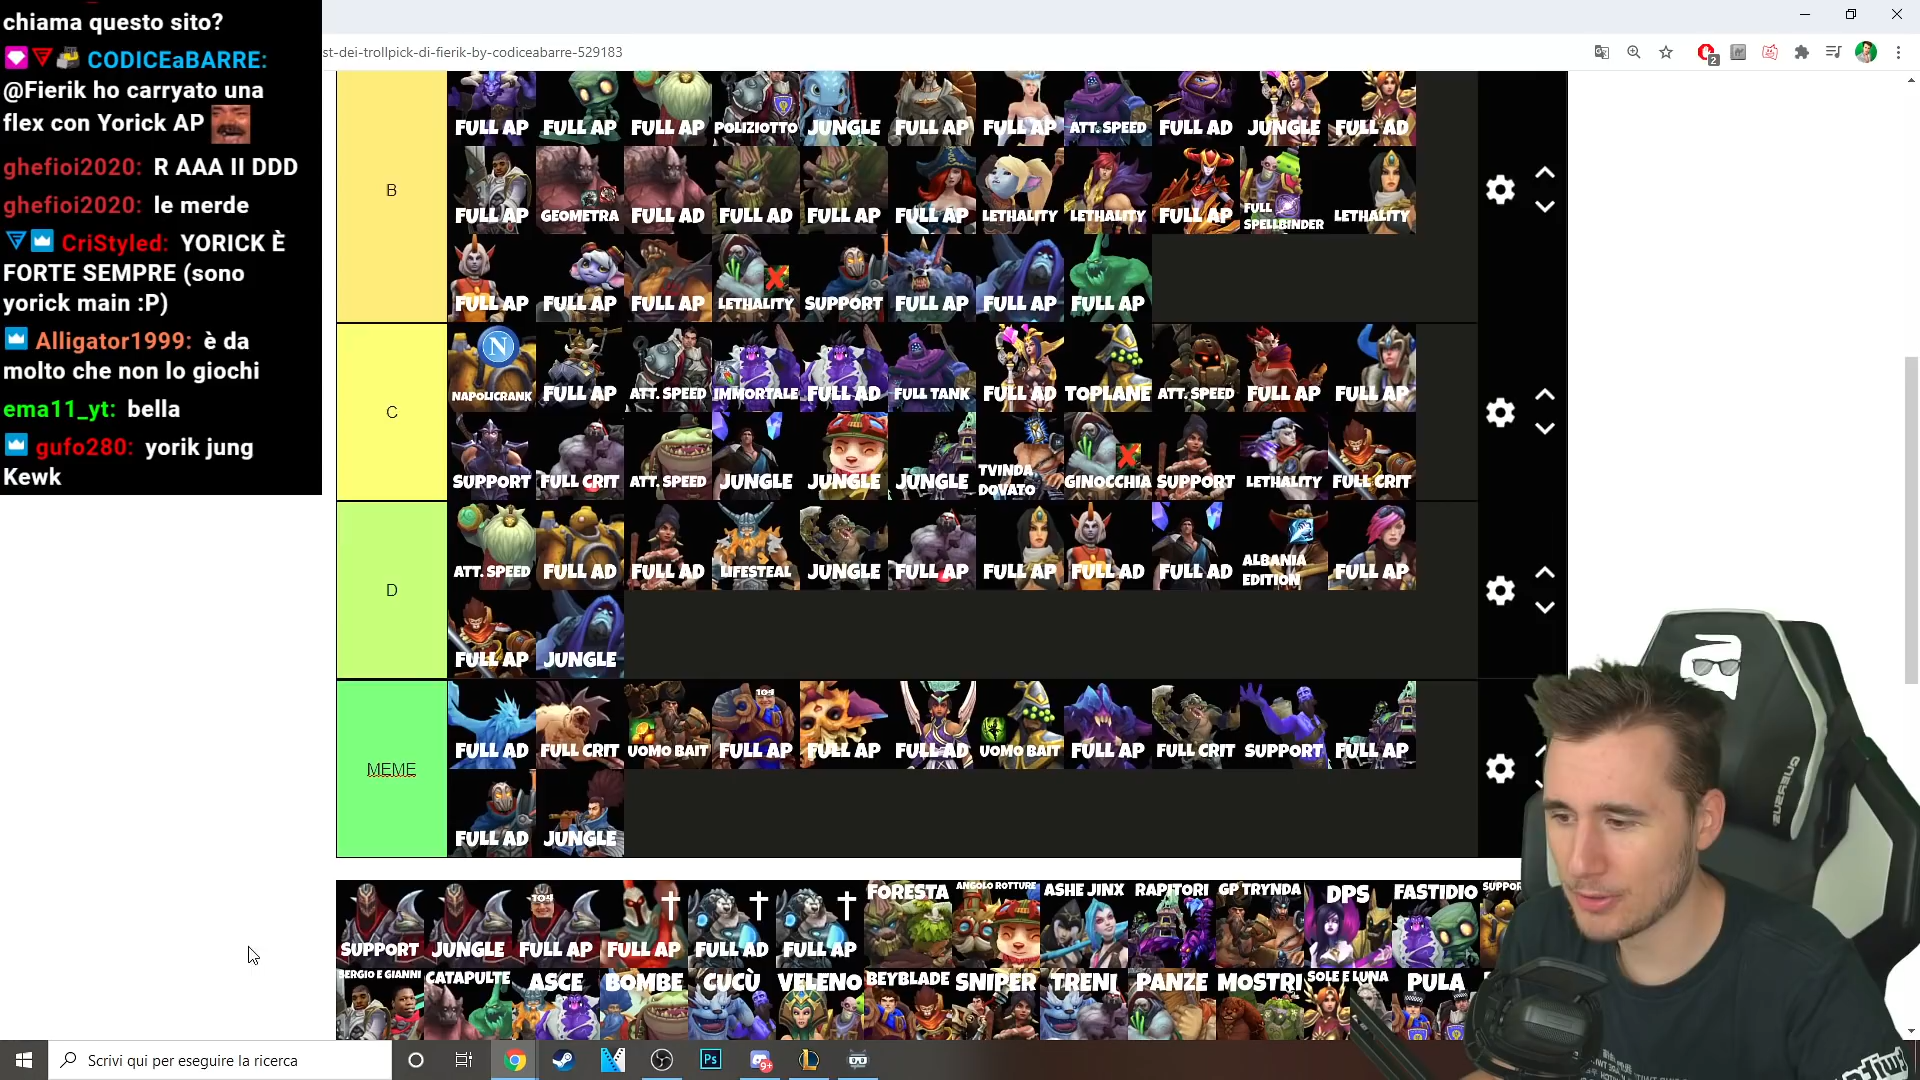 chiama questo sito?
CODICEaBARRE:
@Fierik ho carryato una
flex con Yorick AP
ghefioi2020: R AAA II DDD
ghefioi2020: le merde
CriStyled: YORICK È
FORTE SEMPRE (sono
yorick main :P)
Alligator1999: è da
molto che non lo giochi
ema11_yt: bella
gufo280: yorik jung
Kewk
st-dei-trollpick-di-fierik-by-codiceabarre-529183
2
B
FULL AP FULL AP FULL AP POLIZIOTTO JUNGLE FULL AP FULL AP ATT. SPEED FULL AD JUNGLE FULL AD
FULL AP GEOMETRA FULL AD FULL AD FULL AP FULL AP LETHALITY LETHALITY FULL AP FULL SPELLBINDER LETHALITY
FULL AP FULL AP FULL AP LETHALITY SUPPORT FULL AP FULL AP FULL AP
C
N
NAPOLICRANK FULL AP ATT. SPEED IMMORTALE FULL AD FULL TANK FULL AD TOPLANE ATT. SPEED FULL AP FULL AP
SUPPORT FULL CRIT ATT. SPEED JUNGLE JUNGLE JUNGLE TVINDA DOVATO GINOCCHIA SUPPORT LETHALITY FULL CRIT
D
ATT. SPEED FULL AD FULL AD LIFESTEAL JUNGLE FULL AP FULL AP FULL AD FULL AD ALBANIA EDITION FULL AP
FULL AP JUNGLE
MEME
104
FULL AD FULL CRIT UOMO BAIT FULL AP FULL AP FULL AD UOMO BAIT FULL AP FULL CRIT SUPPORT FULL AP
FULL AD JUNGLE
FORESTA ANGOLO ROTTURE ASHE JINX RAPITORI GP TRYNDA DPS FASTIDIO
104
SUPPORT JUNGLE FULL AP FULL AP FULL AD FULL AP
SERGIO E GIANNI CATAPULTE ASCE BOMBE CUCÙ VELENO BEYBLADE SNIPER TRENI PANZE MOSTRI SOLE E LUNA PULA
QUERSUS
Scrivi qui per eseguire la ricerca
Ps
9+